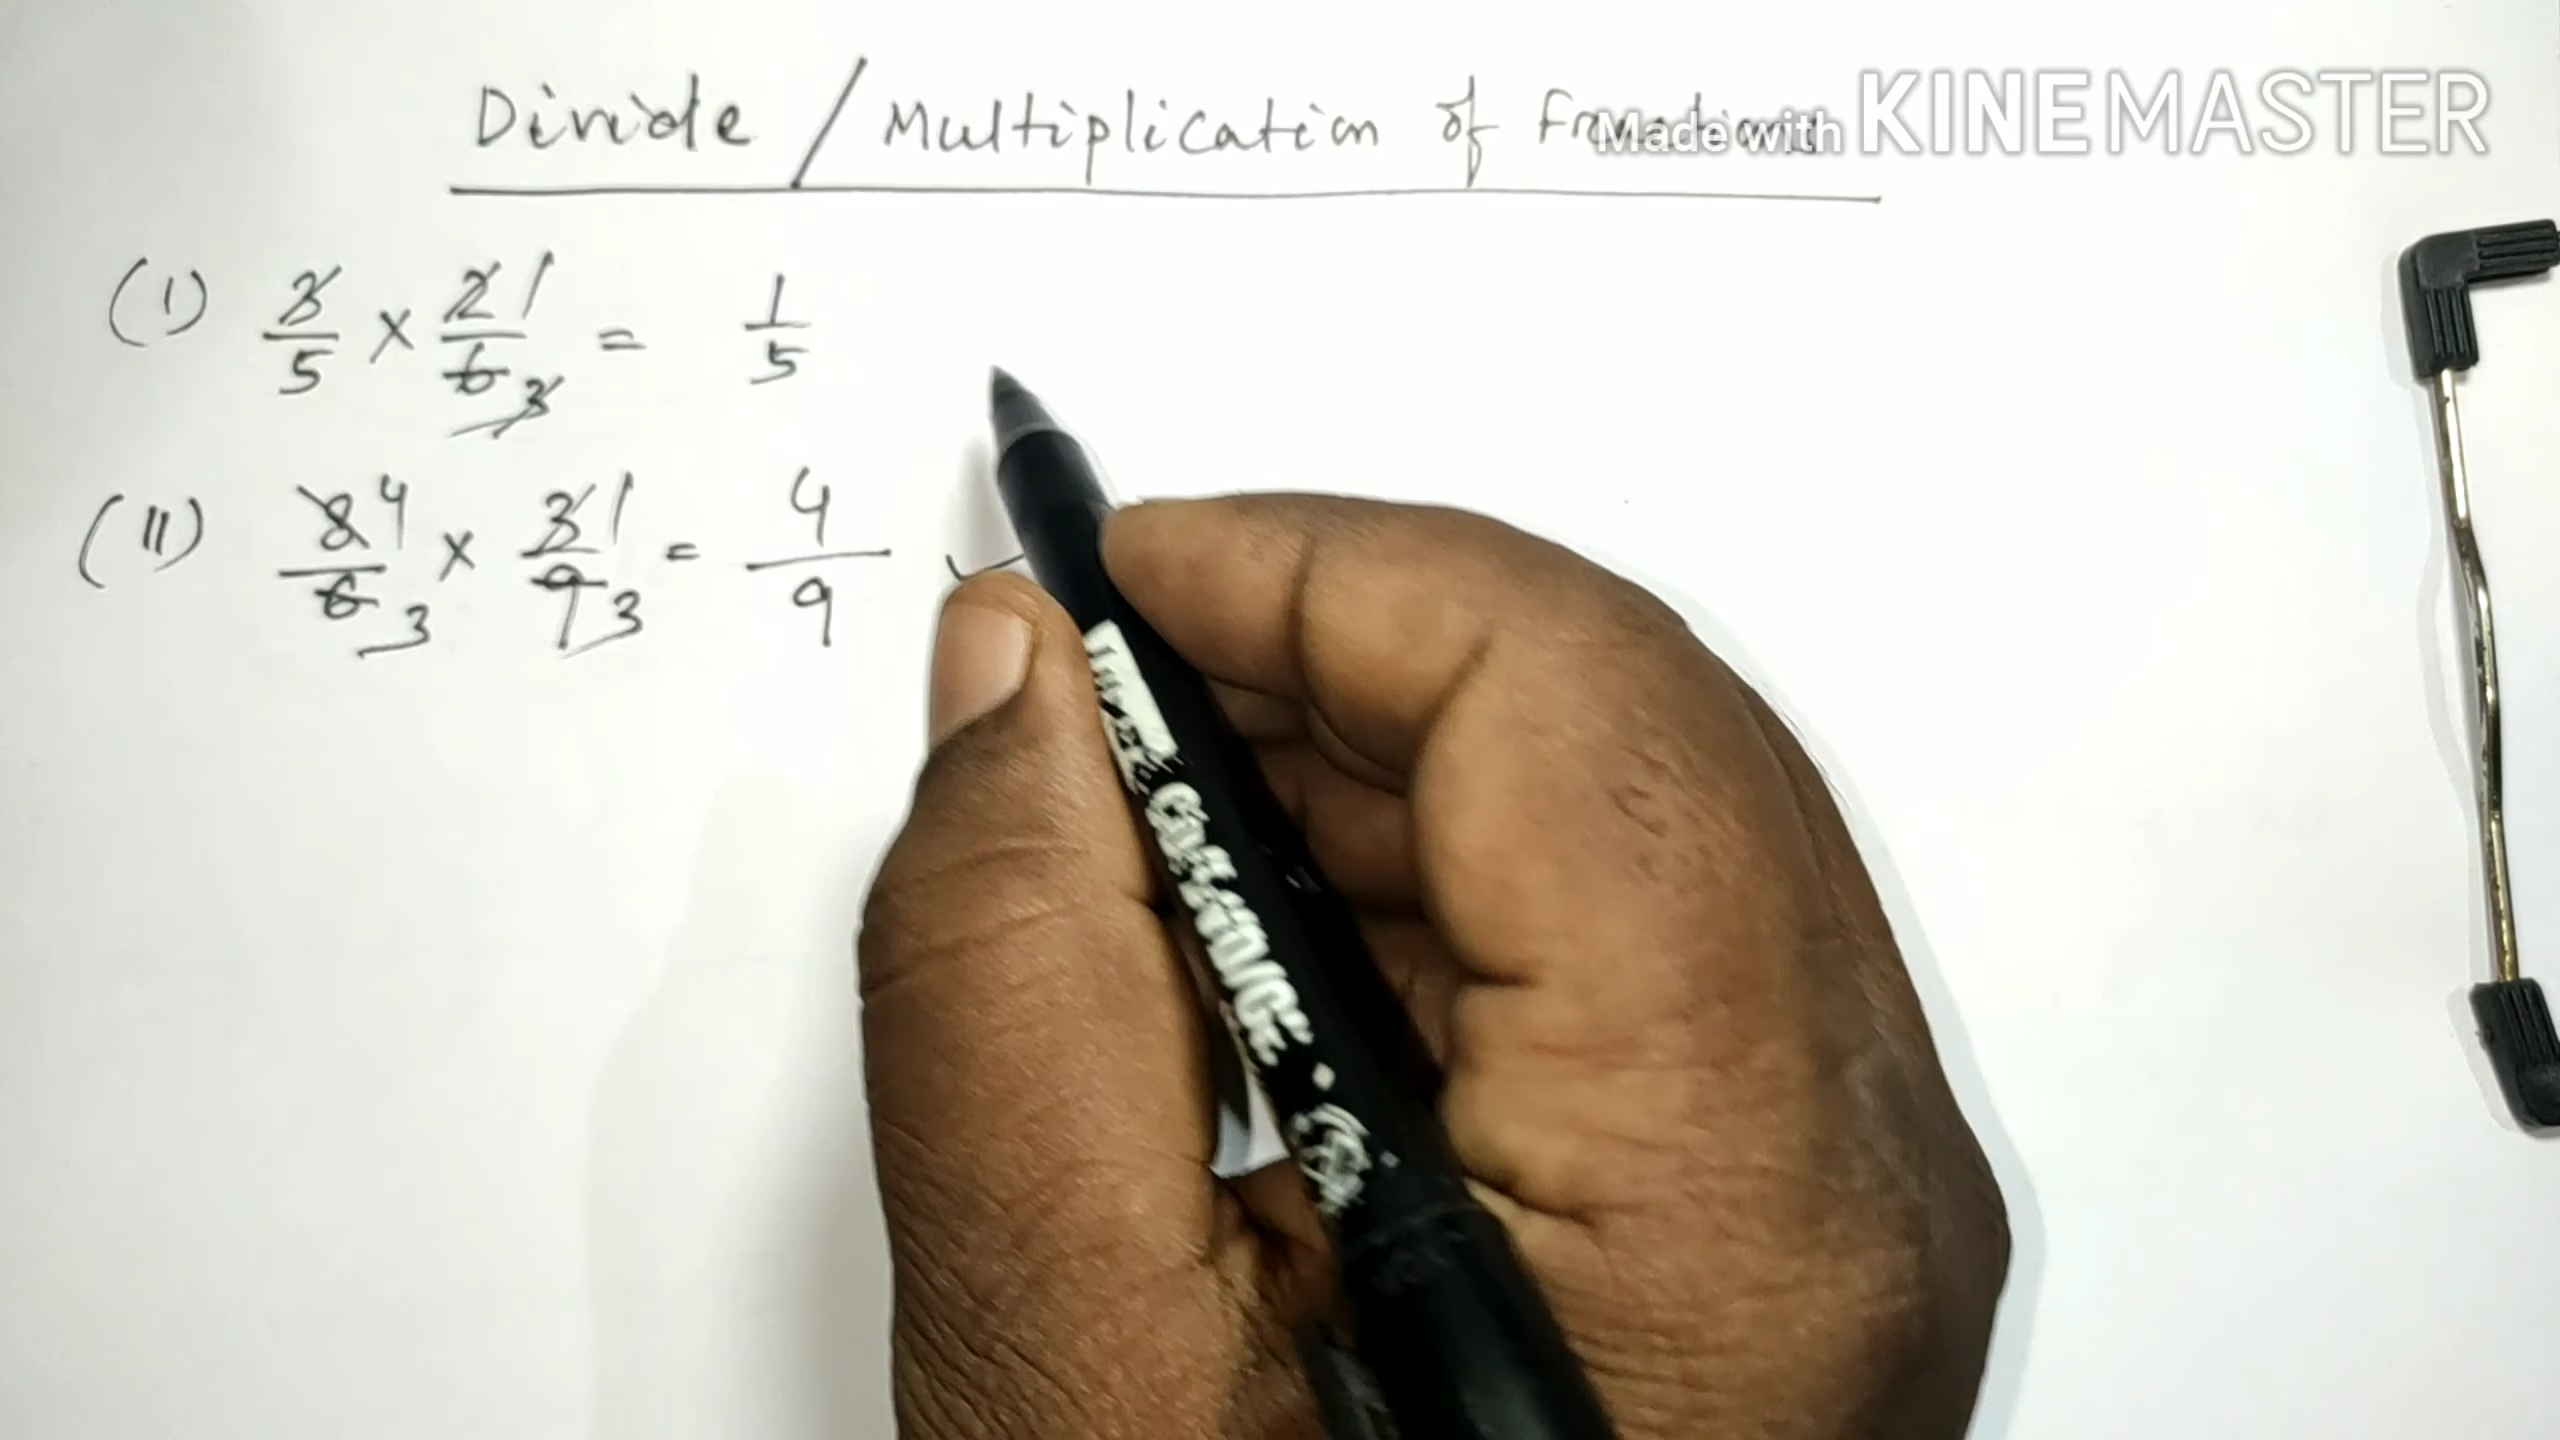 Divide / Multiplication of Fractions
Made with KINEMASTER
(I) 3/5 × 2/6 1 3 = 1/5
(II) 8/6 4 3 × 3/9 1 3 = 4/9 ✓